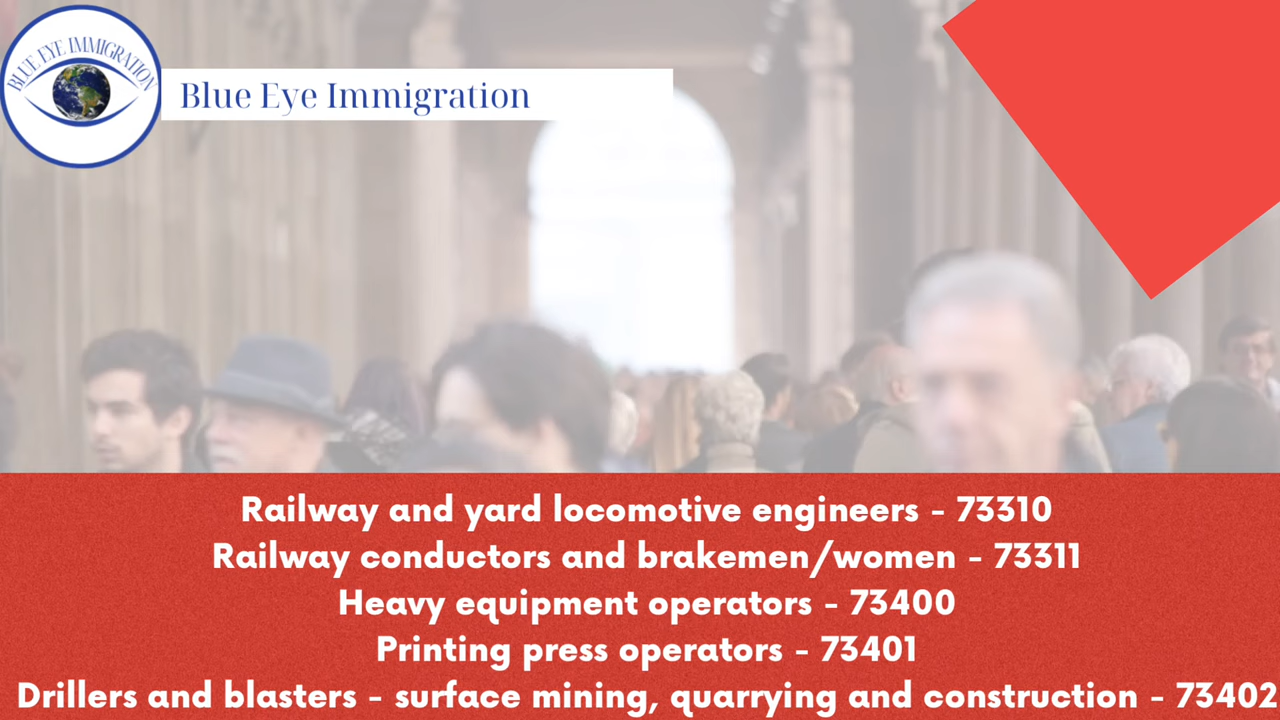 BLUE EYE IMMIGRATION
Blue Eye Immigration
Railway and yard locomotive engineers - 73310
Railway conductors and brakemen/women - 73311
Heavy equipment operators - 73400
Printing press operators - 73401
Drillers and blasters - surface mining, quarrying and construction - 73402